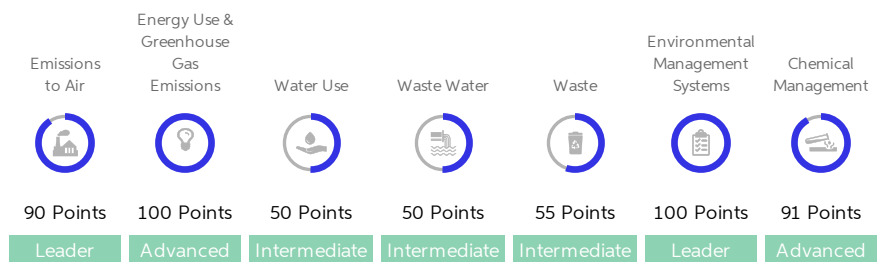 Emissions
to Air
Energy Use &
Greenhouse
Gas
Emissions
Water Use
Waste Water
Waste
Environmental
Management
Systems
Chemical
Management
90 Points
100 Points
50 Points
50 Points
55 Points
100 Points
91 Points
Leader
Advanced
Intermediate
Intermediate
Intermediate
Leader
Advanced